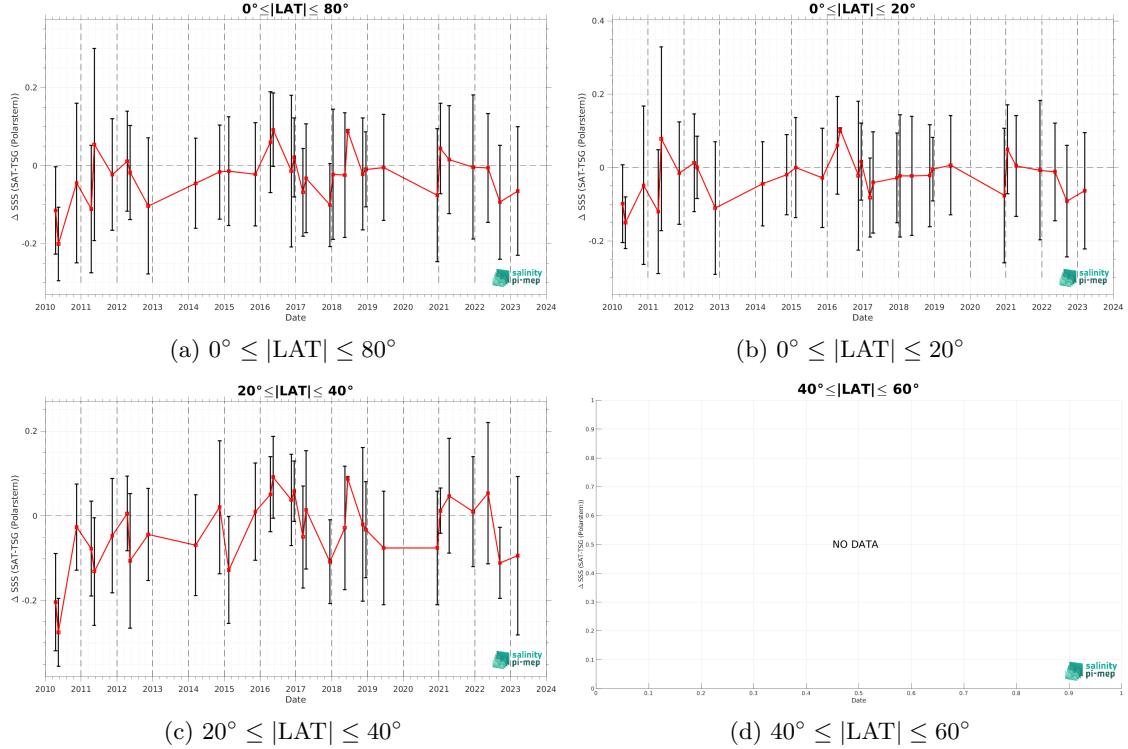 0°≤|LAT|≤ 80°
Δ SSS (SAT-TSG (Polarstern))
0.2
0
-0.2
2010 2011 2012 2013 2014 2015 2016 2017 2018 2019 2020 2021 2022 2023 2024
Date
salinity
pi-mep
(a) 0° ≤ |LAT| ≤ 80°
0°≤|LAT|≤ 20°
Δ SSS (SAT-TSG (Polarstern))
0.4
0.2
0
-0.2
2010 2011 2012 2013 2014 2015 2016 2017 2018 2019 2020 2021 2022 2023 2024
Date
salinity
pi-mep
(b) 0° ≤ |LAT| ≤ 20°
20°≤|LAT|≤ 40°
Δ SSS (SAT-TSG (Polarstern))
0.2
0
-0.2
2010 2011 2012 2013 2014 2015 2016 2017 2018 2019 2020 2021 2022 2023 2024
Date
salinity
pi-mep
(c) 20° ≤ |LAT| ≤ 40°
40°≤|LAT|≤ 60°
Δ SSS (SAT-TSG (Polarstern))
1
0.9
0.8
0.7
0.6
0.5
0.4
0.3
0.2
0.1
0
NO DATA
0 0.1 0.2 0.3 0.4 0.5 0.6 0.7 0.8 0.9 1
Date
salinity
pi-mep
(d) 40° ≤ |LAT| ≤ 60°